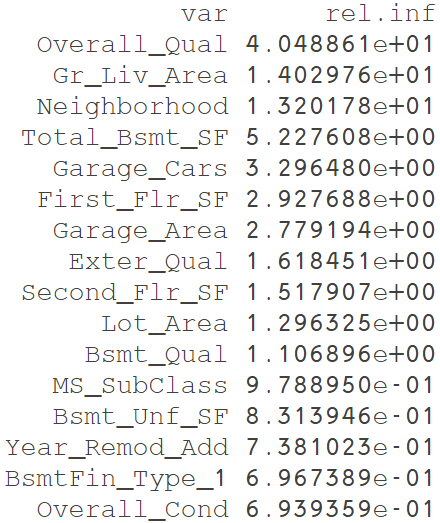 var rel.inf
Overall_Qual 4.048861e+01
Gr_Liv_Area 1.402976e+01
Neighborhood 1.320178e+01
Total_Bsmt_SF 5.227608e+00
Garage_Cars 3.296480e+00
First_Flr_SF 2.927688e+00
Garage_Area 2.779194e+00
Exter_Qual 1.618451e+00
Second_Flr_SF 1.517907e+00
Lot_Area 1.296325e+00
Bsmt_Qual 1.106896e+00
MS_SubClass 9.788950e-01
Bsmt_Unf_SF 8.313946e-01
Year_Remod_Add 7.381023e-01
BsmtFin_Type_1 6.967389e-01
Overall_Cond 6.939359e-01